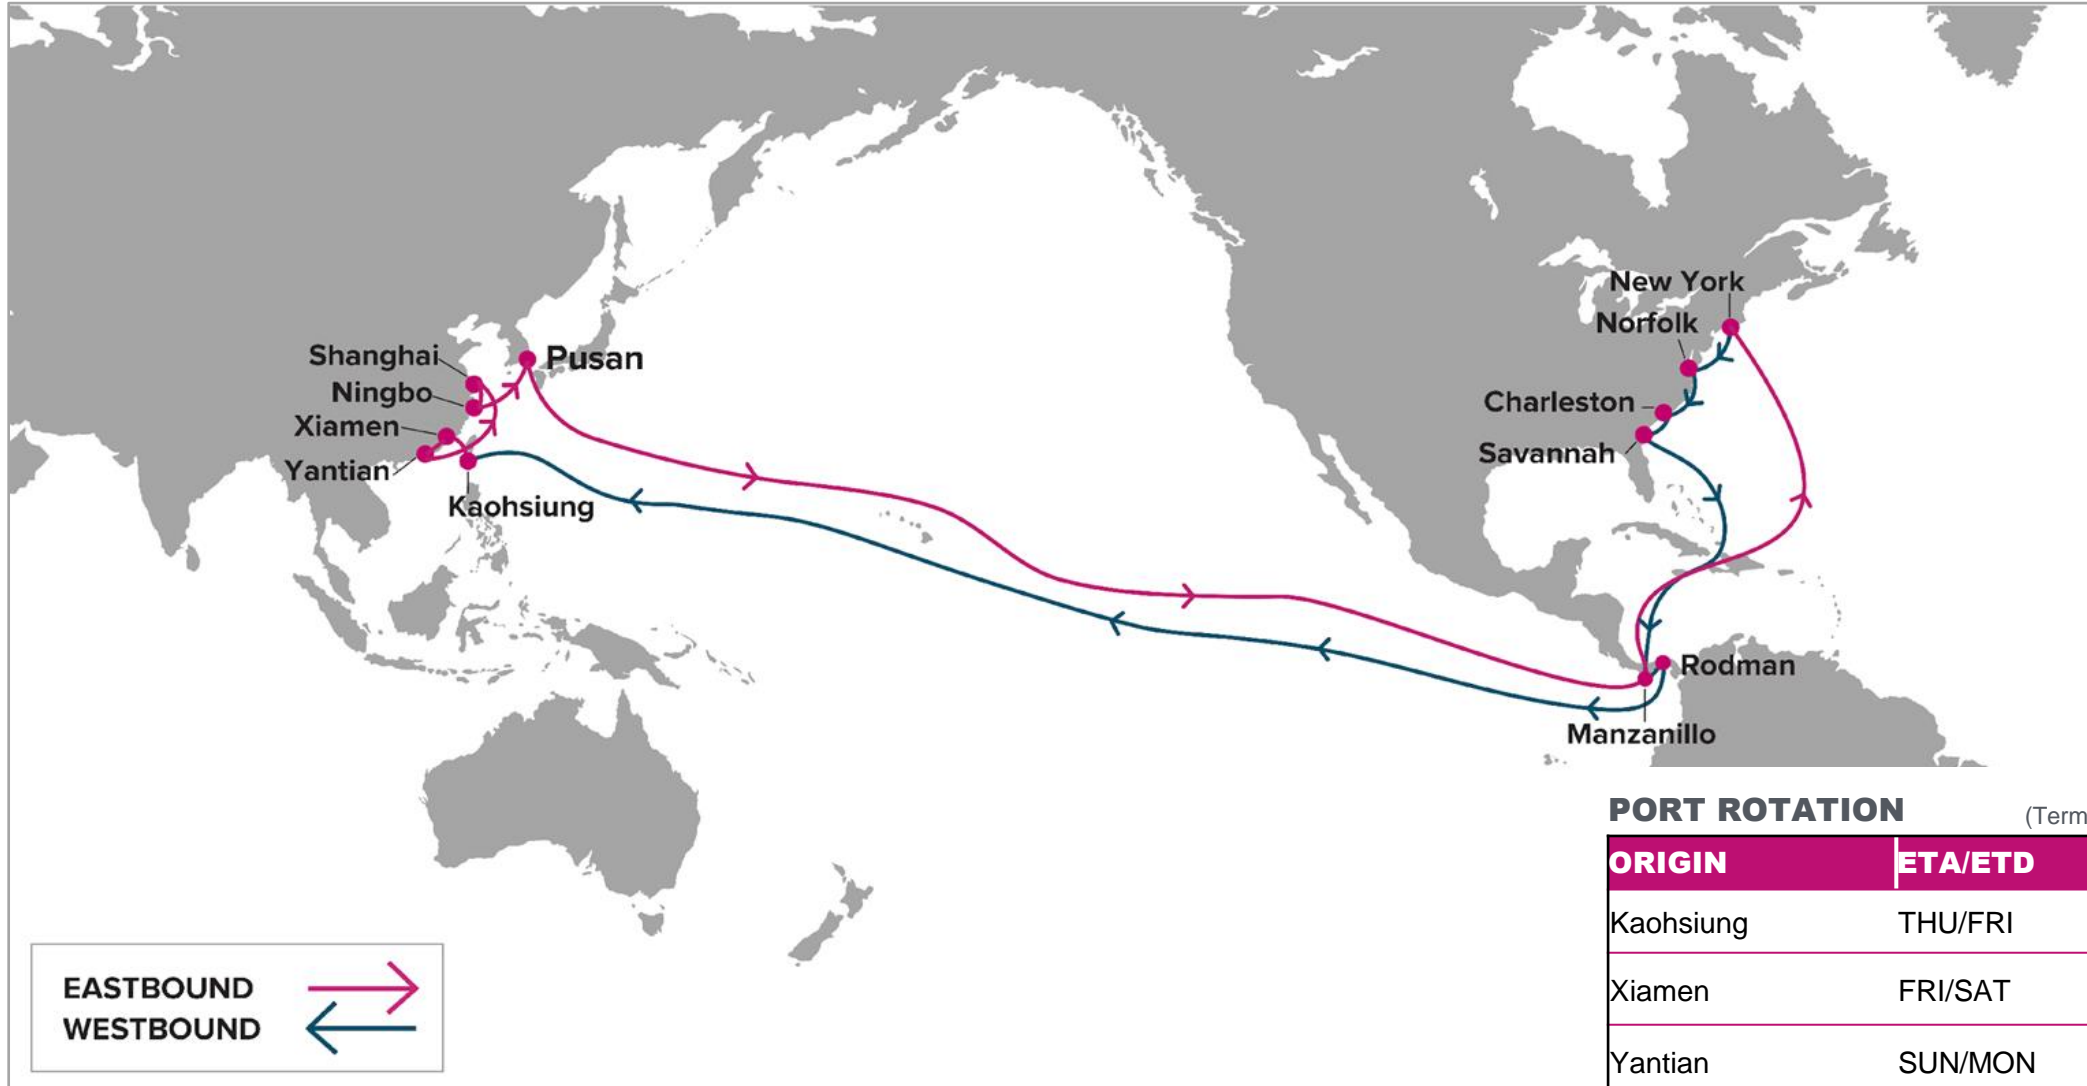 New York
Norfolk
Shanghai
Pusan
Ningbo
Charleston
Xiamen
Savannah
Yantian
Kaohsiung
Rodman
Manzanillo
PORT ROTATION (Term
ORIGIN ETA/ETD
Kaohsiung THU/FRI
Xiamen FRI/SAT
Yantian SUN/MON
EASTBOUND
WESTBOUND